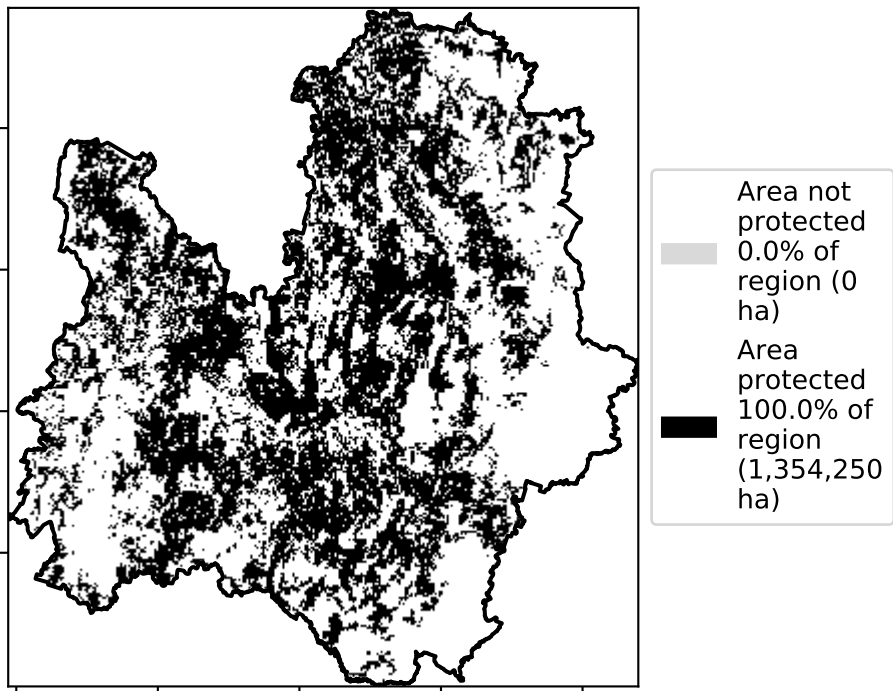 Area not
protected
0.0% of
region (0
ha)
Area
protected
100.0% of
region
(1,354,250
ha)